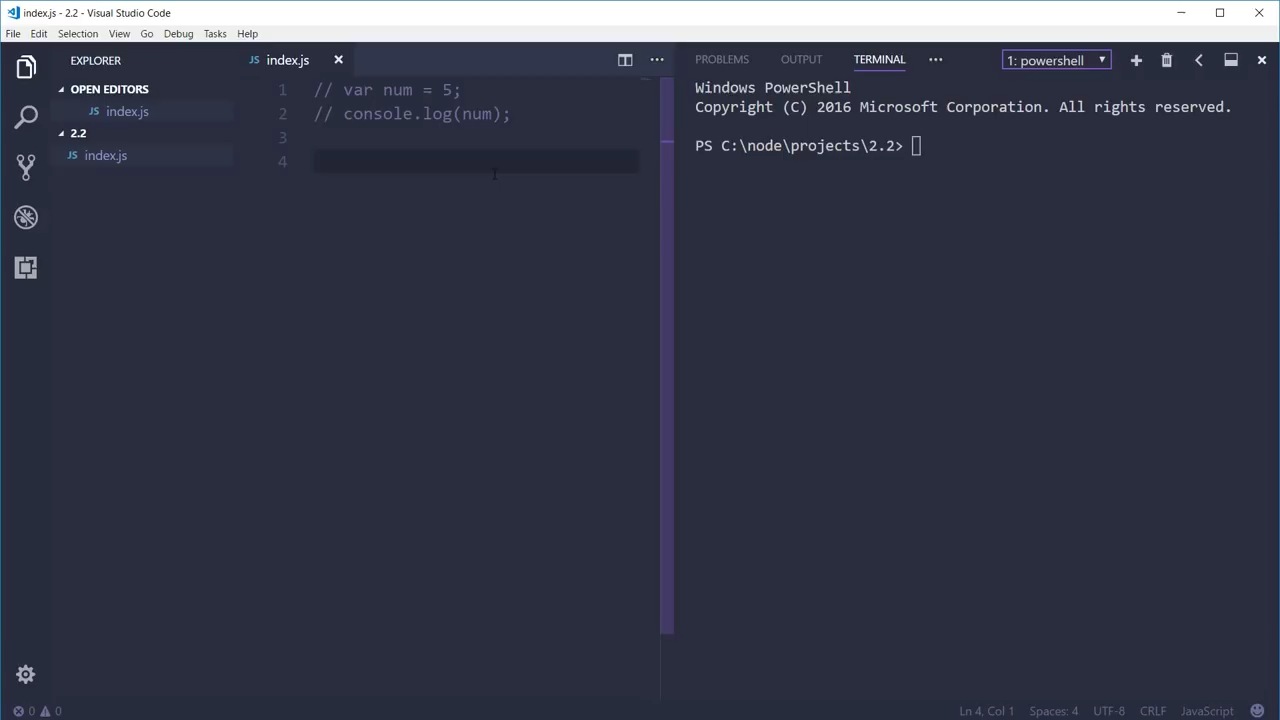 index.js - 2.2 - Visual Studio Code
File Edit Selection View Go Debug Tasks Help
EXPLORER
OPEN EDITORS
JS index.js
2.2
JS index.js
JS index.js
1 // var num = 5;
2 // console.log(num);
3
4
PROBLEMS OUTPUT TERMINAL 1: powershell
Windows PowerShell
Copyright (C) 2016 Microsoft Corporation. All rights reserved.
PS C:\node\projects\2.2>
0 0 Ln 4, Col 1 Spaces: 4 UTF-8 CRLF JavaScript